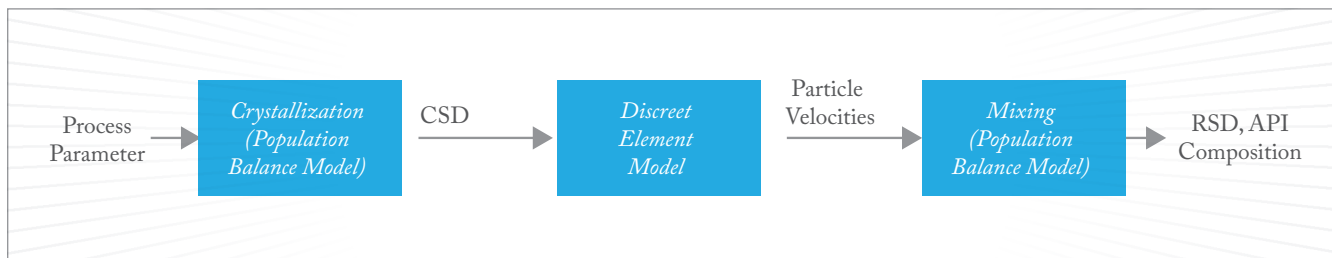 Process
Parameter
Crystallization
(Population
Balance Model)
CSD
Discreet
Element
Model
Particle
Velocities
Mixing
(Population
Balance Model)
RSD, API
Composition